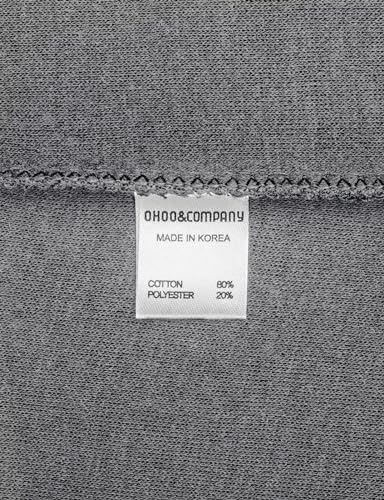 OHOO&COMPANY
MADE IN KOREA
COTTON 80%
POLYESTER 20%